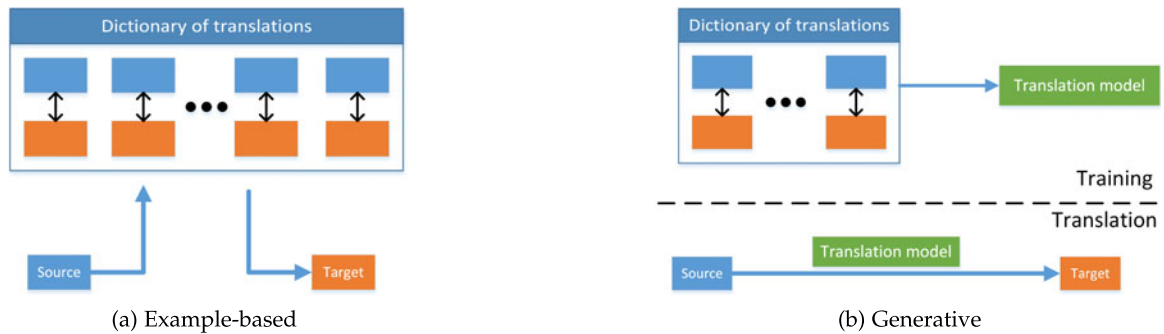 Dictionary of translations
Source
Target
(a) Example-based
Dictionary of translations
Translation model
Training
Translation
Source
Translation model
Target
(b) Generative